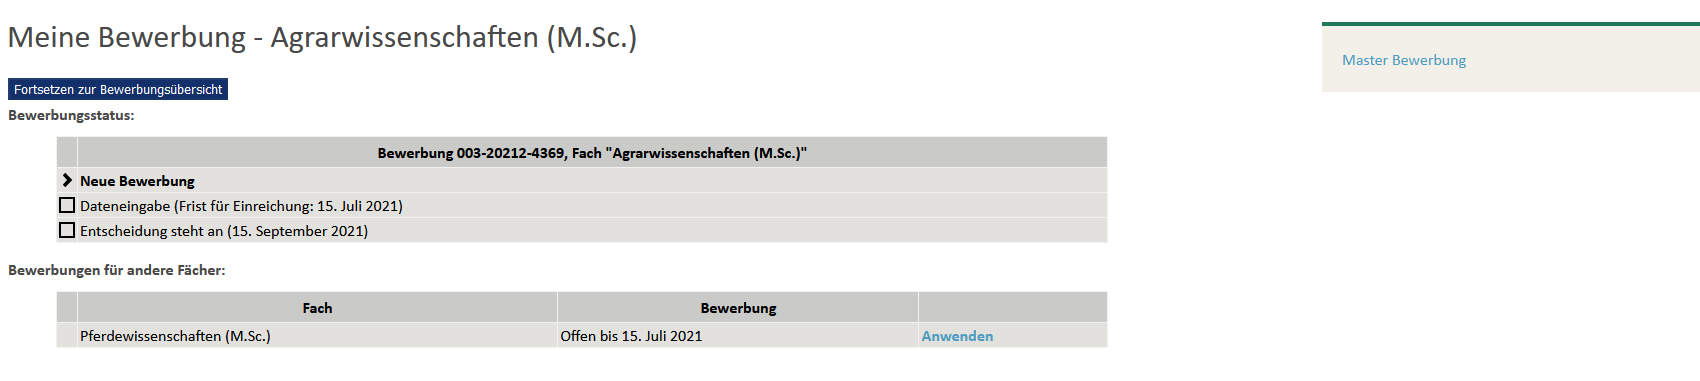 Meine Bewerbung - Agrarwissenschaften (M.Sc.)
Master Bewerbung
Fortsetzen zur Bewerbungsübersicht
Bewerbungsstatus:
Bewerbung 003-20212-4369, Fach "Agrarwissenschaften (M.Sc.)"
Neue Bewerbung
Dateneingabe (Frist für Einreichung: 15. Juli 2021)
Entscheidung steht an (15. September 2021)
Bewerbungen für andere Fächer:
Fach Bewerbung
Pferdewissenschaften (M.Sc.) Offen bis 15. Juli 2021 Anwenden